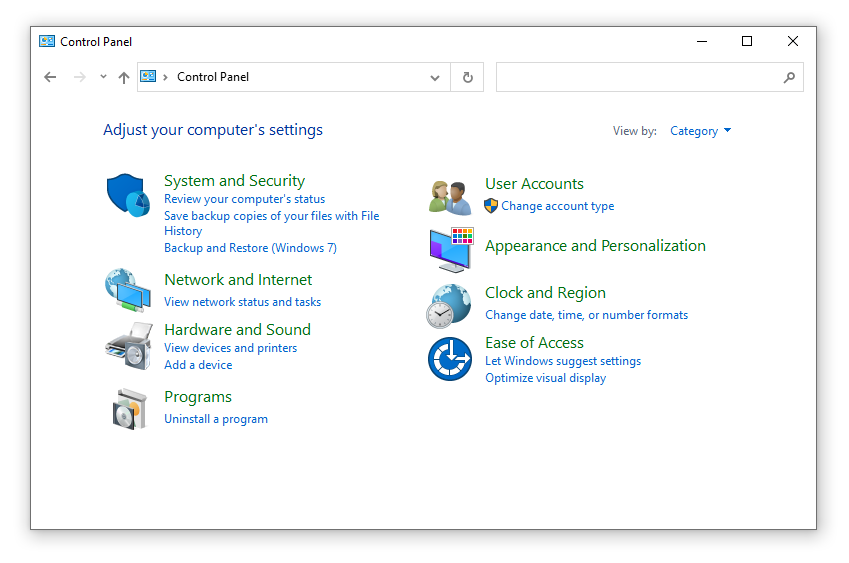 Control Panel
Control Panel
Adjust your computer's settings
View by: Category
System and Security
Review your computer's status
Save backup copies of your files with File
History
Backup and Restore (Windows 7)
Network and Internet
View network status and tasks
Hardware and Sound
View devices and printers
Add a device
Programs
Uninstall a program
User Accounts
Change account type
Appearance and Personalization
Clock and Region
Change date, time, or number formats
Ease of Access
Let Windows suggest settings
Optimize visual display